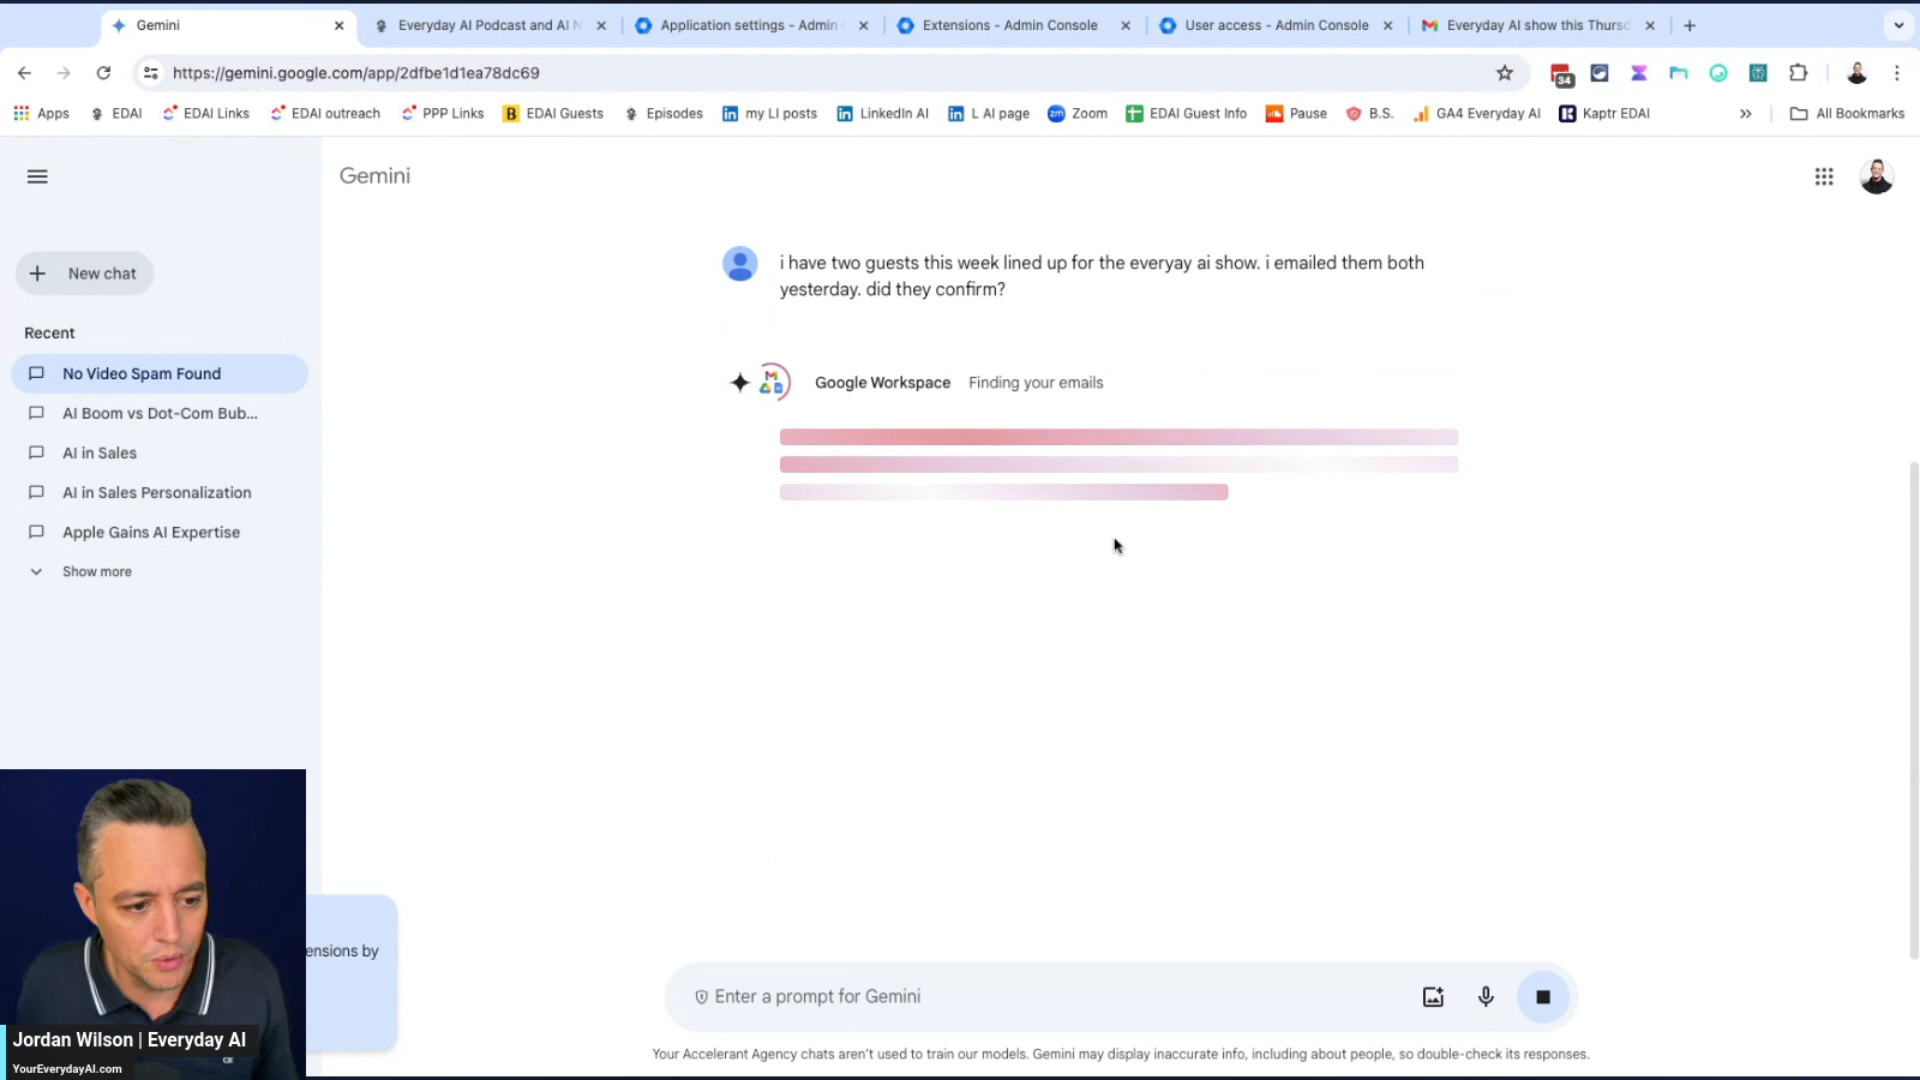 Gemini
Everyday AI Podcast and AI N
Application settings - Admin
Extensions - Admin Console
User access - Admin Console
Everyday AI show this Thursd
https://gemini.google.com/app/2dfbe1d1ea78dc69
34
Apps
EDAI
EDAI Links
EDAI outreach
PPP Links
B EDAI Guests
Episodes
in my LI posts
in LinkedIn AI
in L AI page
zm Zoom
EDAI Guest Info
Pause
B.S.
GA4 Everyday AI
Kaptr EDAI
All Bookmarks
Gemini
New chat
Recent
No Video Spam Found
AI Boom vs Dot-Com Bub...
AI in Sales
AI in Sales Personalization
Apple Gains AI Expertise
Show more
i have two guests this week lined up for the everyay ai show. i emailed them both
yesterday. did they confirm?
Google Workspace Finding your emails
ensions by
Enter a prompt for Gemini
Your Accelerant Agency chats aren't used to train our models. Gemini may display inaccurate info, including about people, so double-check its responses.
Jordan Wilson | Everyday AI
YourEverydayAI.com